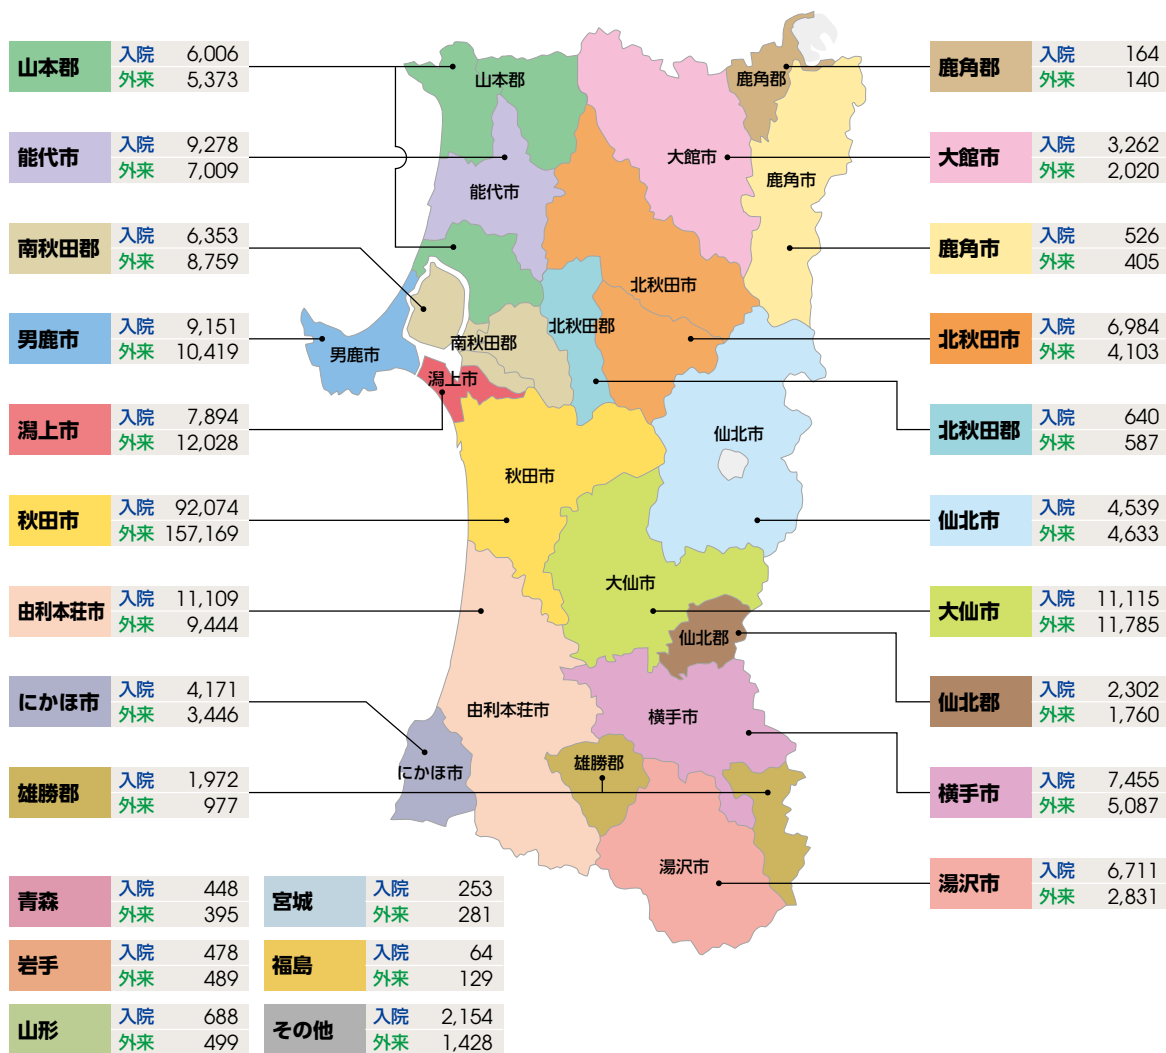 山本郡 入院 6,006
外来 5,373
能代市 入院 9,278
外来 7,009
南秋田郡 入院 6,353
外来 8,759
男鹿市 入院 9,151
外来 10,419
潟上市 入院 7,894
外来 12,028
秋田市 入院 92,074
外来 157,169
由利本荘市 入院 11,109
外来 9,444
にかほ市 入院 4,171
外来 3,446
雄勝郡 入院 1,972
外来 977
山本郡
鹿角郡
大館市
鹿角市
能代市
北秋田市
北秋田郡
南秋田郡
男鹿市
潟上市
仙北市
秋田市
大仙市
仙北郡
由利本荘市
横手市
雄勝郡
にかほ市
湯沢市
鹿角郡 入院 164
外来 140
大館市 入院 3,262
外来 2,020
鹿角市 入院 526
外来 405
北秋田市 入院 6,984
外来 4,103
北秋田郡 入院 640
外来 587
仙北市 入院 4,539
外来 4,633
大仙市 入院 11,115
外来 11,785
仙北郡 入院 2,302
外来 1,760
横手市 入院 7,455
外来 5,087
湯沢市 入院 6,711
外来 2,831
青森 入院 448
外来 395
岩手 入院 478
外来 489
山形 入院 688
外来 499
宮城 入院 253
外来 281
福島 入院 64
外来 129
その他 入院 2,154
外来 1,428